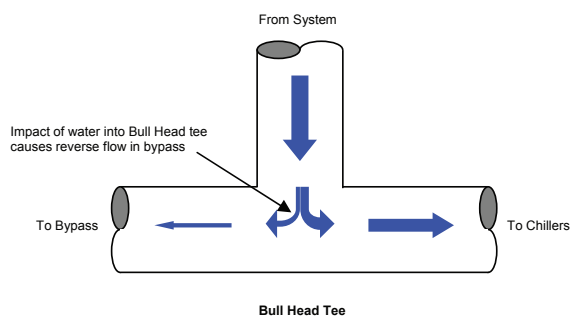 From System
Impact of water into Bull Head tee
causes reverse flow in bypass
To Bypass
To Chillers
Bull Head Tee